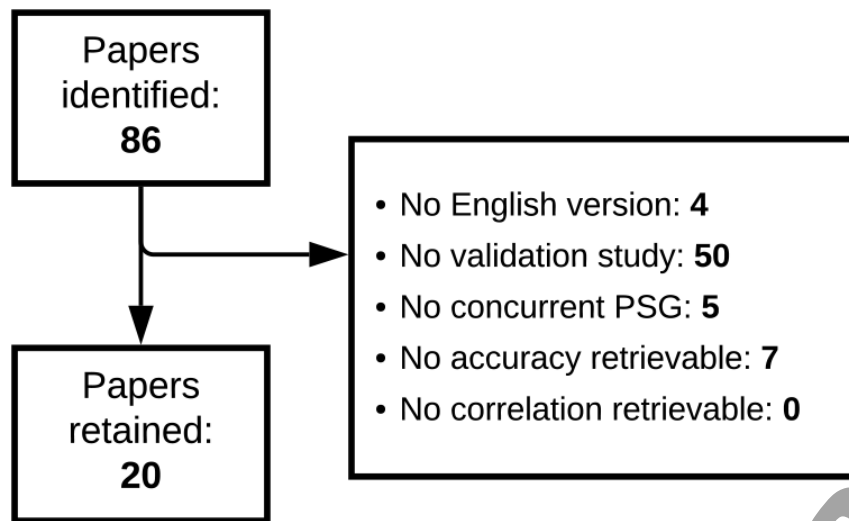 Papers
identified:
86
• No English version: 4
• No validation study: 50
• No concurrent PSG: 5
• No accuracy retrievable: 7
• No correlation retrievable: 0
Papers
retained:
20